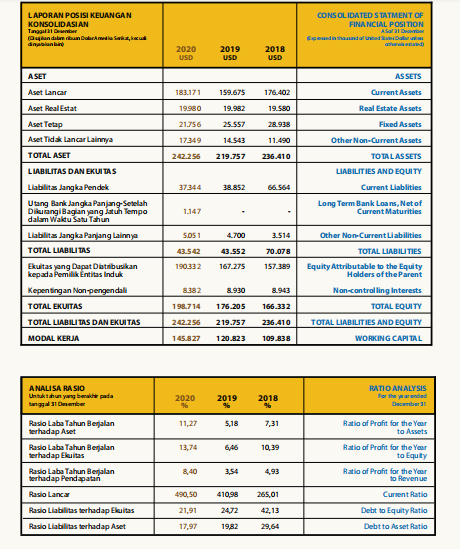 LAPORAN POSISI KEUANGAN KONSOLIDASIAN
Tanggal 31 Desember
(Disajikan dalam ribuan Dolar Amerika Serikat, kecuali dinyatakan lain)
2020 USD
2019 USD
2018 USD
CONSOLIDATED STATMENT OF FINANCIAL POSITION
AS of 31 December
(Expressed in thousand of United States Dollar unless otherwise stated)
ASET ASSETS
Aset Lancar 183.171 159.675 176.402 Current Assets
Aset Real Estat 19.980 19.982 19.580 Real Estate Assets
Aset Tetap 21.756 25.557 28.938 Fixed Assets
Aset Tidak Lancar Lainnya 17.349 14.543 11.490 Other Non-Current Assets
TOTAL ASET 242.256 219.757 236.410 TOTAL ASSETS
LIABILITAS DAN EKUITAS LIABILITIES AND EQUITY
Liabilitas Jangka Pendek 37.344 38.852 66.564 Current Liablities
Utang Bank Jangka Panjang-Setelah
Dikurangi Bagian yang Jatuh Tempo
dalam Waktu Satu Tahun
1.147 - -
Long Term Bank Loans, Net of
Current Maturities
Liabilitas Jangka Panjang Lainnya 5.051 4.700 3.514 Other Non-Current Liabilities
TOTAL LIABILITAS 43.542 43.552 70.078 TOTAL LIABILITIES
Ekuitas yang Dapat Diatribusikan
kepada Pemilik Entitas Induk
190.332 167.275 157.389
Equity Attributable to the Equity
Holders of the Parent
Kepentingan Non-pengendali 8.382 8.930 8.943 Non-controlling Interests
TOTAL EKUITAS 198.714 176.205 166.332 TOTAL EQUITY
TOTAL LIABILITAS DAN EKUITAS 242.256 219.757 236.410 TOTAL LIABILITIES AND EQUITY
MODAL KERJA 145.827 120.823 109.838 WORKING CAPITAL
ANALISA RASIO
Untuk tahun yang berakhir pada
tanggal 31 Desember
2020 %
2019 %
2018 %
RATIO ANALYSIS
For the year ended
December 31
Rasio Laba Tahun Berjalan
terhadap Aset
11,27 5,18 7,31
Ratio of Profit for the Year
to Assets
Rasio Laba Tahun Berjalan
terhadap Ekuitas
13,74 6,46 10,39
Ratio of Profit for the Year
to Equity
Rasio Laba Tahun Berjalan
terhadap Pendapatan
8,40 3,54 4,93
Ratio of Profit for the Year
to Revenue
Rasio Lancar 490,50 410,98 265,01 Current Ratio
Rasio Liabilitas terhadap Ekuitas 21,91 24,72 42,13 Debt to Equity Ratio
Rasio Liabilitas terhadap Aset 17,97 19,82 29,64 Debt to Asset Ratio